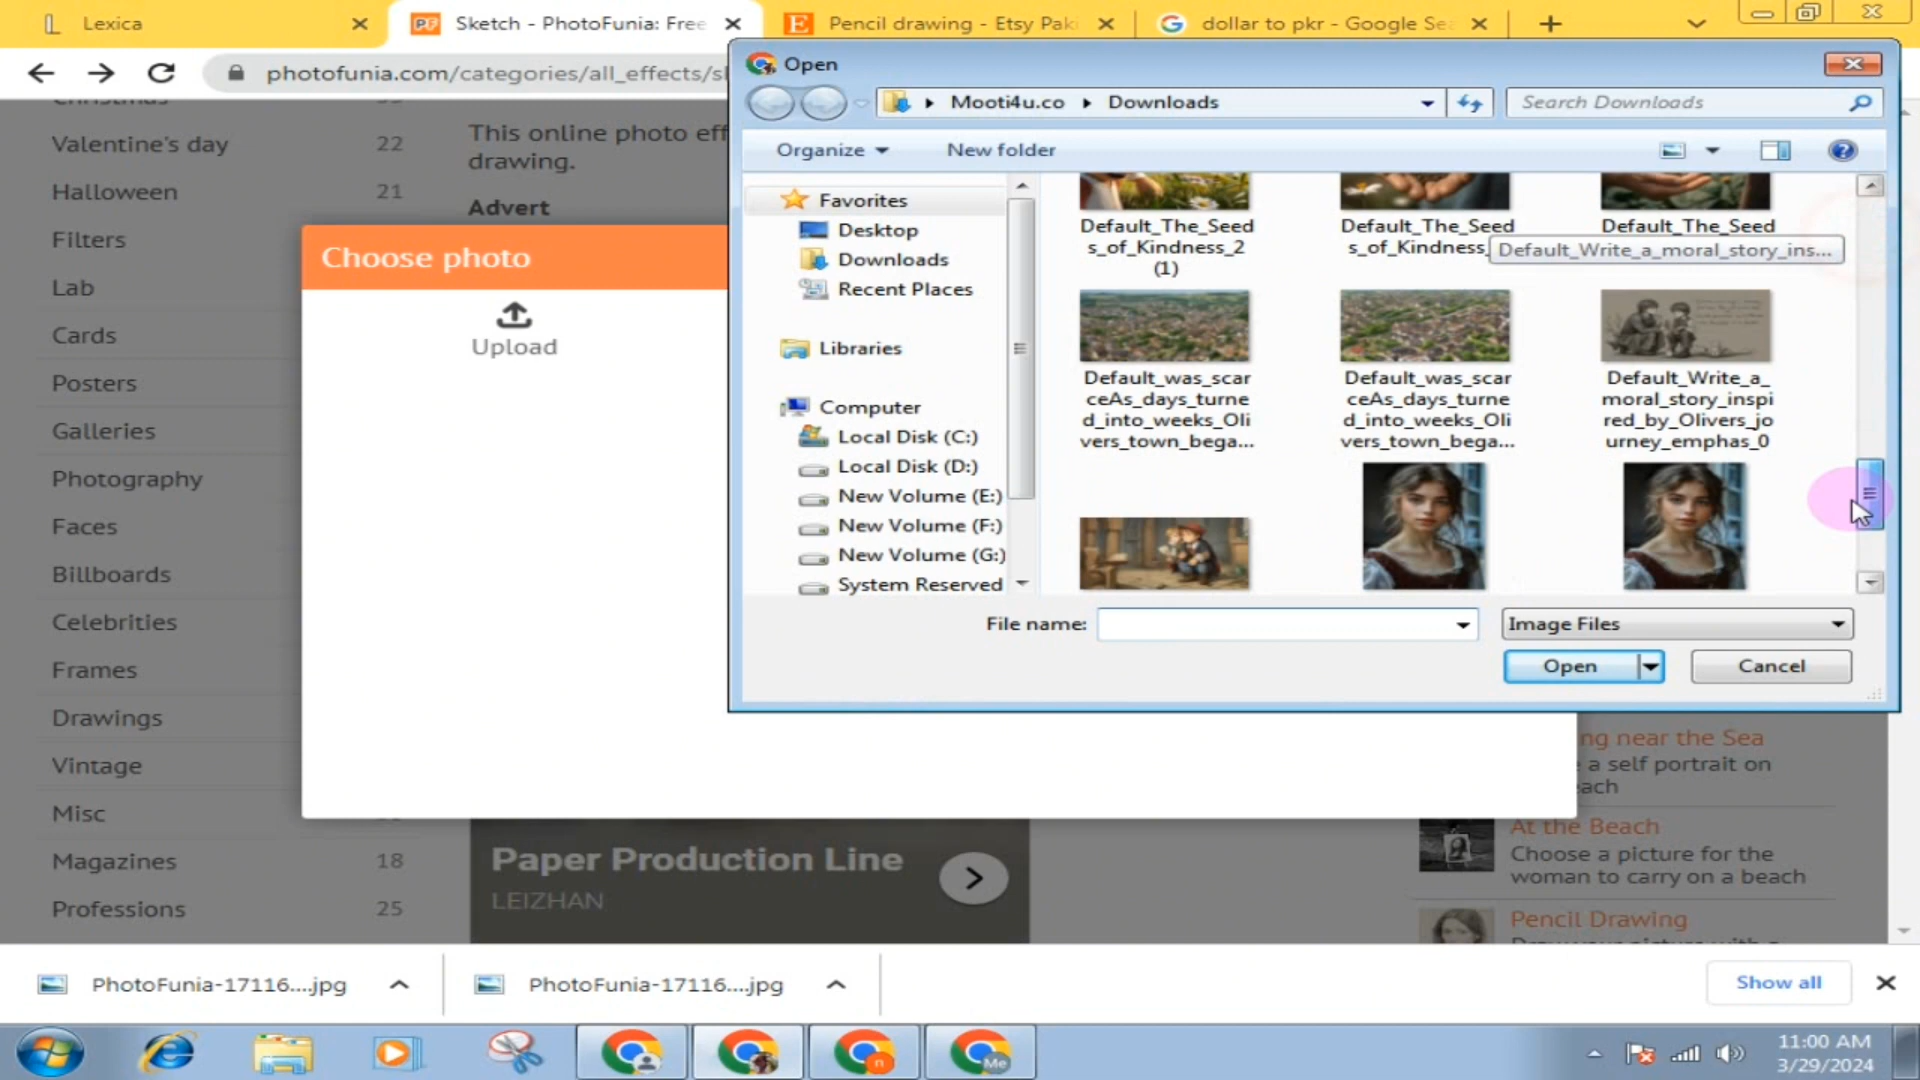 Lexica
Sketch - PhotoFunia: Free
Pencil drawing - Etsy Paki
dollar to pkr - Google Sea
photofunia.com/categories/all_effects/sl
Christmas
Valentine's day 22
Halloween 21
Filters
Lab
Cards
Posters
Galleries
Photography
Faces
Billboards
Celebrities
Frames
Drawings
Vintage
Misc
Magazines 18
Professions 25
This online photo eff
drawing.
Advert
Choose photo
Upload
Open
Mooti4u.co
Downloads
Search Downloads
Organize
New folder
Favorites
Desktop
Downloads
Recent Places
Libraries
Computer
Local Disk (C:)
Local Disk (D:)
New Volume (E:)
New Volume (F:)
New Volume (G:)
System Reserved
Default_The_Seed
s_of_Kindness_2
(1)
Default_The_Seed
s_of_Kindness_
Default_The_Seed
Default_Write_a_moral_story_ins...
Default_was_scar
ceAs_days_turne
d_into_weeks_Oli
vers_town_bega...
Default_was_scar
ceAs_days_turne
d_into_weeks_Oli
vers_town_bega...
Default_Write_a_
moral_story_inspi
red_by_Olivers_jo
urney_emphas_0
File name:
Image Files
Open
Cancel
Paper Production Line
LEIZHAN
ng near the Sea
a self portrait on
each
At the Beach
Choose a picture for the
woman to carry on a beach
Pencil Drawing
PhotoFunia-17116....jpg
PhotoFunia-17116....jpg
Show all
Me
11:00 AM
3/29/2024